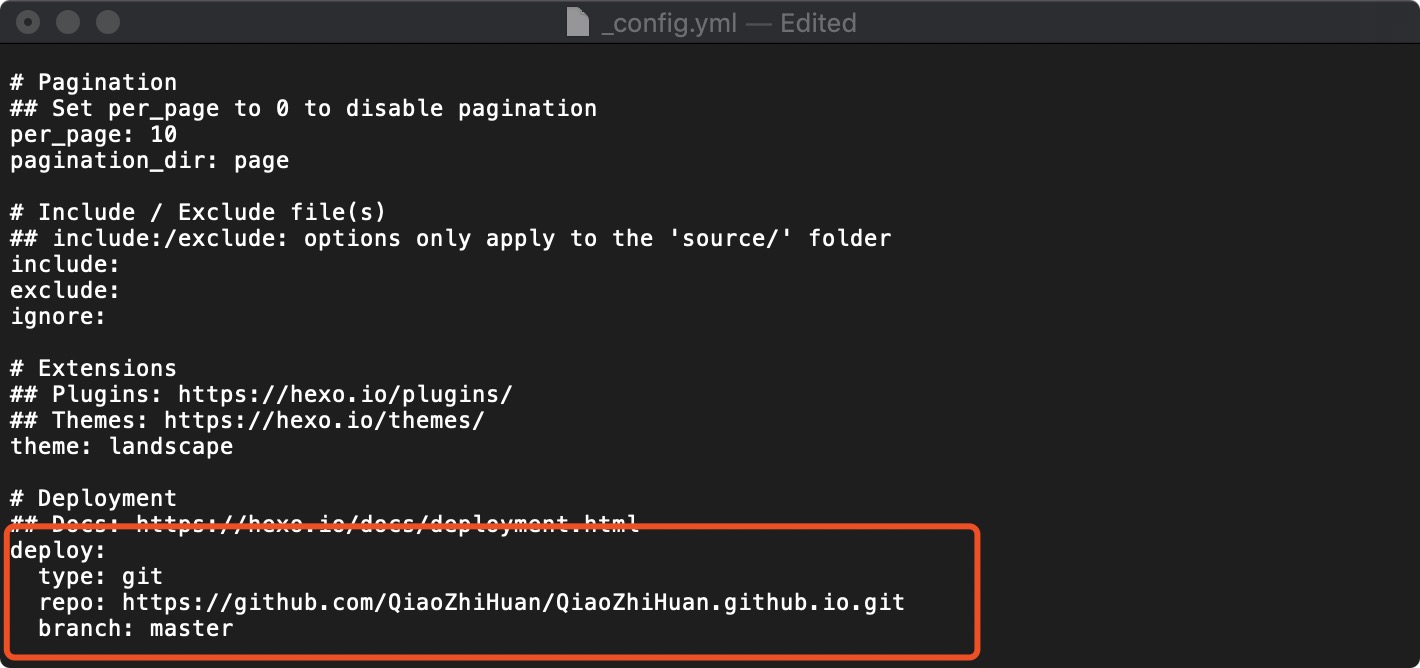 _config.yml — Edited
# Pagination
## Set per_page to 0 to disable pagination
per_page: 10
pagination_dir: page
# Include / Exclude file(s)
## include:/exclude: options only apply to the 'source/' folder
include:
exclude:
ignore:
# Extensions
## Plugins: https://hexo.io/plugins/
## Themes: https://hexo.io/themes/
theme: landscape
# Deployment
## Docs: https://hexo.io/docs/deployment.html
deploy:
  type: git
  repo: https://github.com/QiaoZhiHuan/QiaoZhiHuan.github.io.git
  branch: master